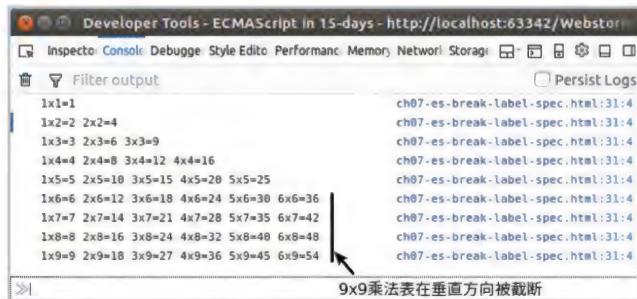 Developer Tools - ECMAScript in 15-days - http://localhost:63342/Webstor
Inspecto Console Debugge Style Edito Performanc Memory Network Storage
Filter output Persist Logs
1x1=1 ch07-es-break-label-spec.html:31:4
1x2=2 2x2=4 ch07-es-break-label-spec.html:31:4
1x3=3 2x3=6 3x3=9 ch07-es-break-label-spec.html:31:4
1x4=4 2x4=8 3x4=12 4x4=16 ch07-es-break-label-spec.html:31:4
1x5=5 2x5=10 3x5=15 4x5=20 5x5=25 ch07-es-break-label-spec.html:31:4
1x6=6 2x6=12 3x6=18 4x6=24 5x6=30 6x6=36 ch07-es-break-label-spec.html:31:4
1x7=7 2x7=14 3x7=21 4x7=28 5x7=35 6x7=42 ch07-es-break-label-spec.html:31:4
1x8=8 2x8=16 3x8=24 4x8=32 5x8=40 6x8=48 ch07-es-break-label-spec.html:31:4
1x9=9 2x9=18 3x9=27 4x9=36 5x9=45 6x9=54 ch07-es-break-label-spec.html:31:4
9x9乘法表在垂直方向被截断